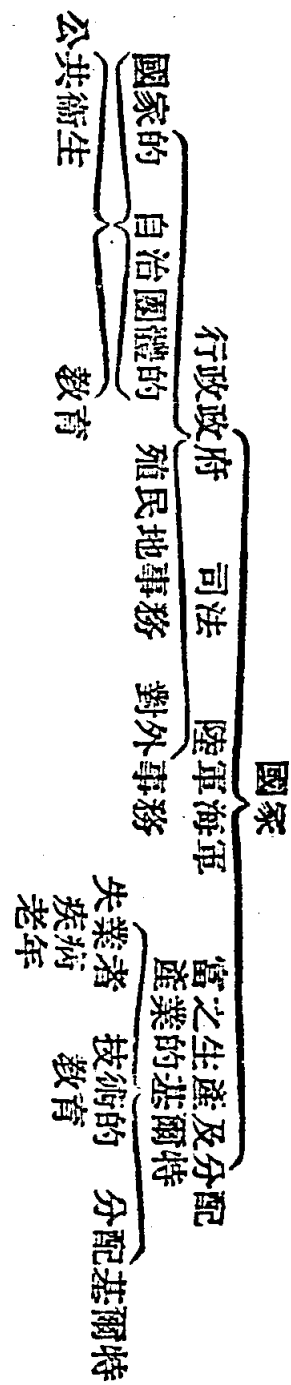 國家
行政政府
司法
陸軍海軍
富之生產及分配
產業的基爾特
國家的
自治團體的
殖民地事務
對外事務
公共衛生
教育
失業者
疾病
老年
技術的
教育
分配基爾特